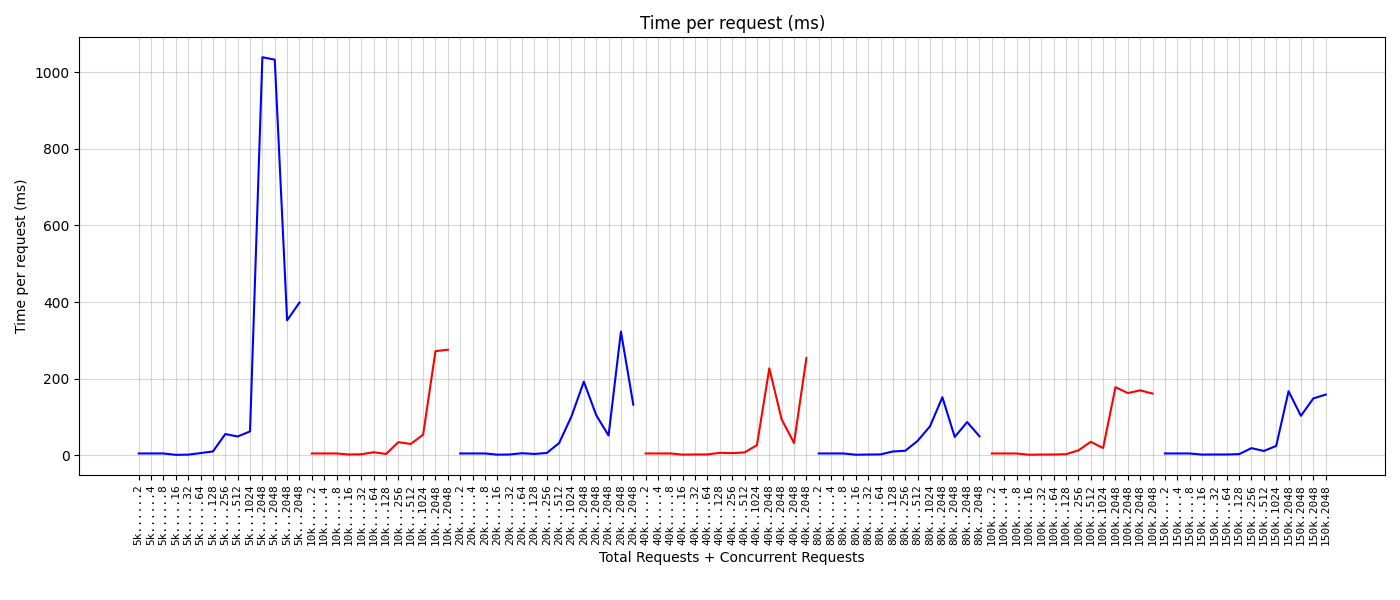 Time per request (ms)
Time per request (ms)
1000
800
600
400
200
0
5k......2
5k......4
5k......8
5k.....16
5k.....32
5k.....64
5k....128
5k....256
5k....512
5k...1024
5k...2048
5k...2048
5k...2048
5k...2048
10k.....2
10k.....4
10k.....8
10k....16
10k....32
10k....64
10k...128
10k...256
10k...512
10k..1024
10k..2048
10k..2048
20k.....2
20k.....4
20k.....8
20k....16
20k....32
20k....64
20k...128
20k...256
20k...512
20k..1024
20k..2048
20k..2048
20k..2048
20k..2048
20k..2048
40k.....2
40k.....4
40k.....8
40k....16
40k....32
40k....64
40k...128
40k...256
40k...512
40k..1024
40k..2048
40k..2048
40k..2048
40k..2048
80k.....2
80k.....4
80k.....8
80k....16
80k....32
80k....64
80k...128
80k...256
80k...512
80k..1024
80k..2048
80k..2048
80k..2048
80k..2048
100k....2
100k....4
100k....8
100k...16
100k...32
100k...64
100k..128
100k..256
100k..512
100k.1024
100k.2048
100k.2048
100k.2048
100k.2048
150k....2
150k....4
150k....8
150k...16
150k...32
150k...64
150k..128
150k..256
150k..512
150k.1024
150k.2048
150k.2048
150k.2048
150k.2048
Total Requests + Concurrent Requests